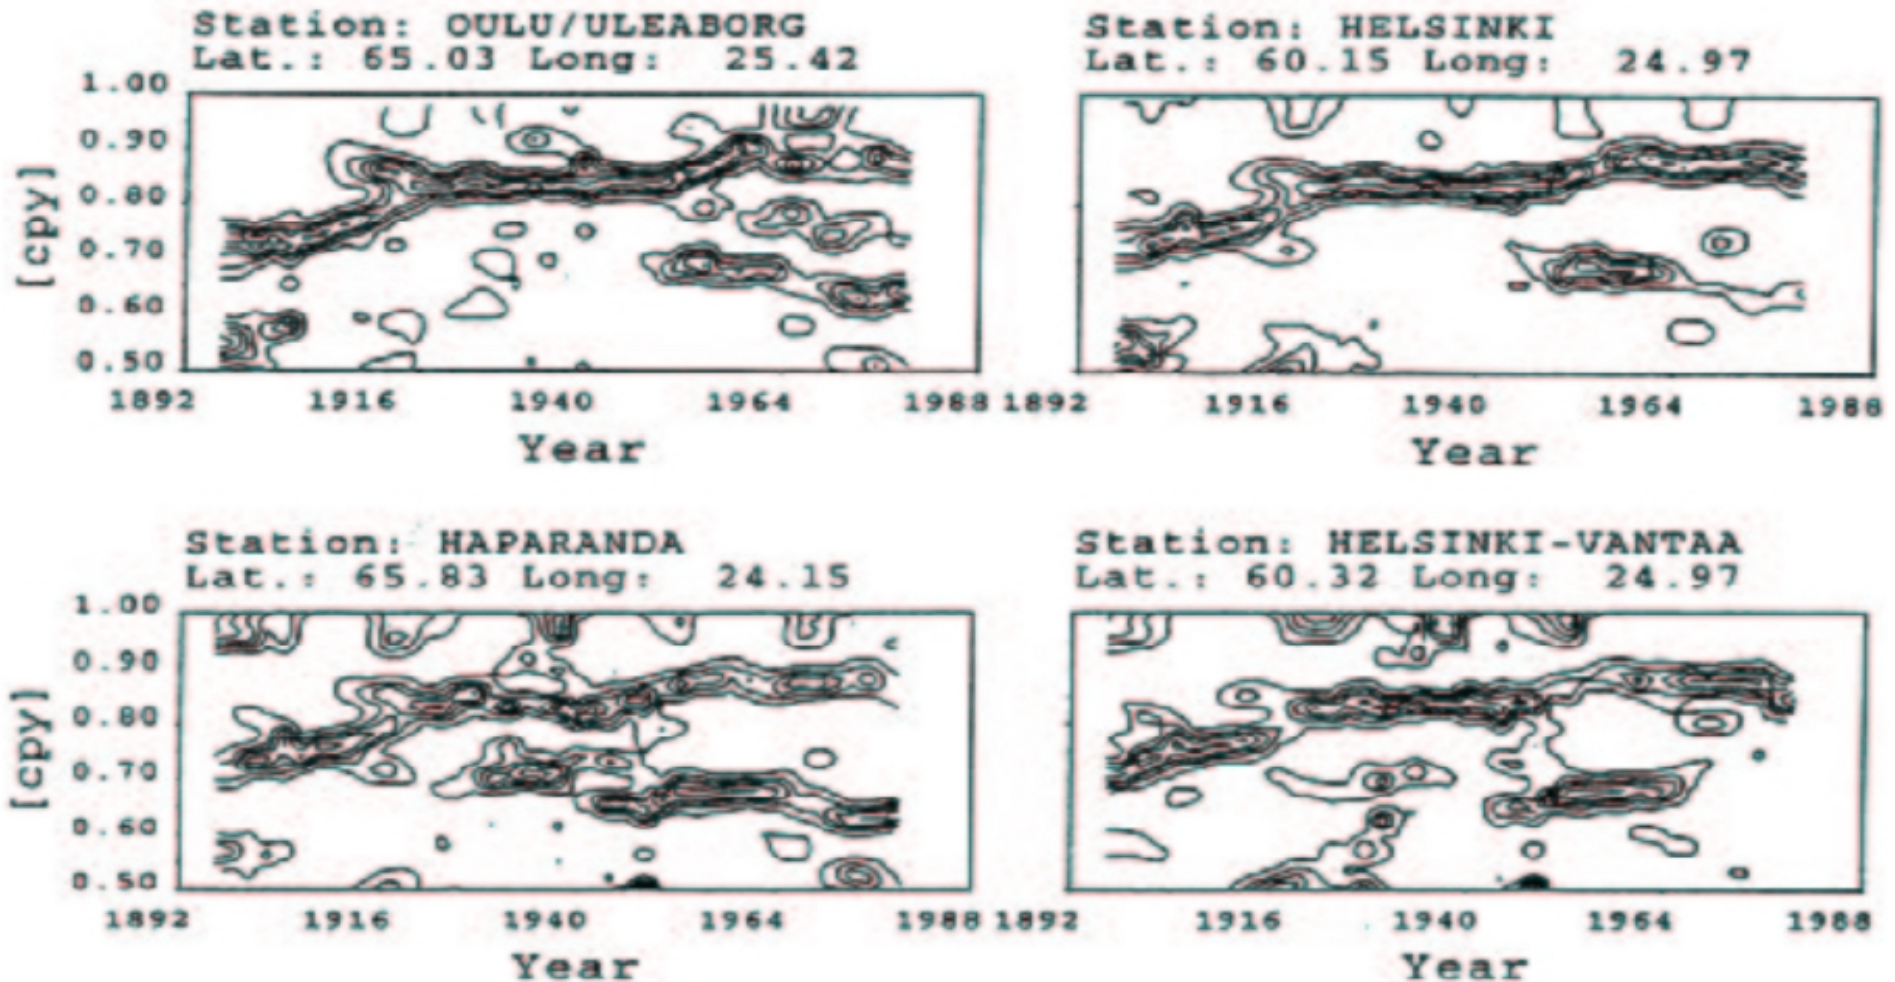 Station: OULU/ULEABORG
Lat.: 65.03 Long: 25.42
1.00
0.90
0.80
0.70
0.60
0.50
[cpy]
1892 1916 1940 1964 1988
Year
Station: HELSINKI
Lat.: 60.15 Long: 24.97
1892 1916 1940 1964 1988
Year
Station: HAPARANDA
Lat.: 65.83 Long: 24.15
1.00
0.90
0.80
0.70
0.60
0.50
[cpy]
1892 1916 1940 1964 1988
Year
Station: HELSINKI-VANTAA
Lat.: 60.32 Long: 24.97
1892 1916 1940 1964 1988
Year